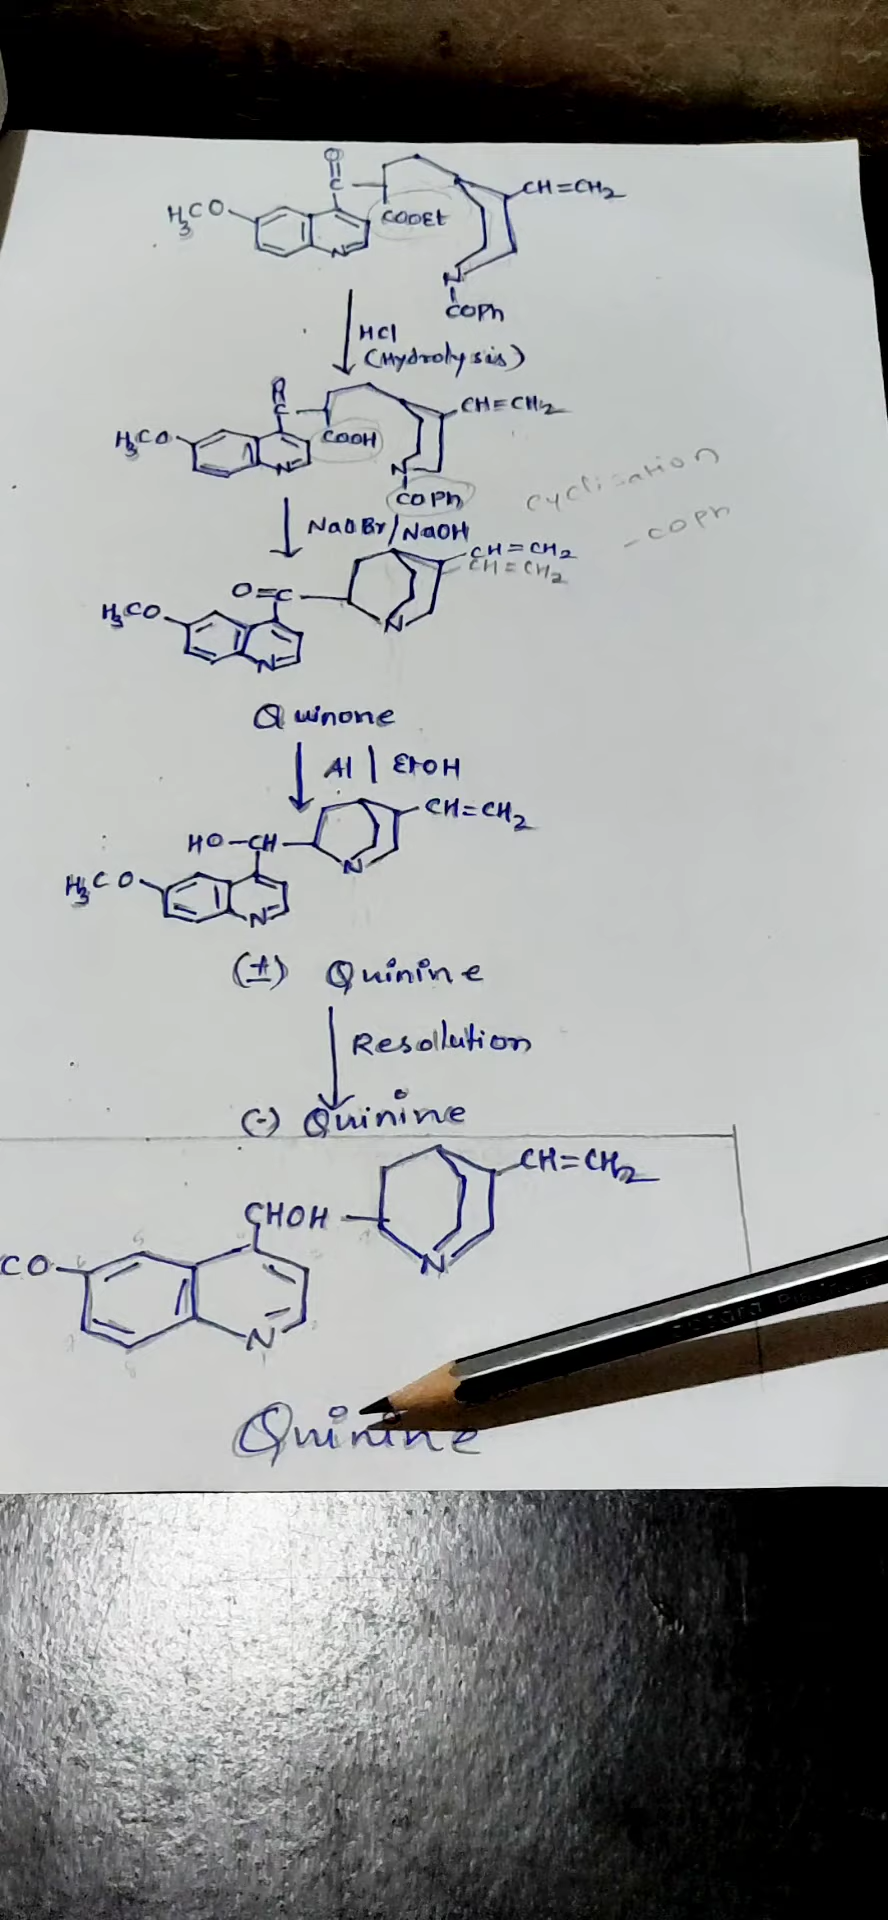 O
C
CH=CH2
H3CO
COOEt
N
N
COPh
HCl
(Hydrolysis)
C
CH=CH2
H3CO
COOH
N
N
COPh
cyclisation
NaOBr/NaOH
- COPh
CH=CH2
CH=CH2
O=C
H3CO
N
N
Quinone
Al | EtOH
CH=CH2
HO-CH
N
H3CO
N
(±) Quinine
Resolution
(-) Quinine
CH=CH2
CHOH
CO
N
N
Quinine